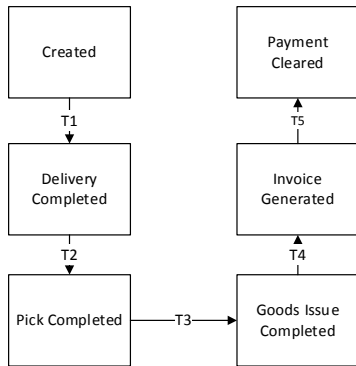 Created
T1
Delivery
Completed
T2
Pick Completed
T3
Goods Issue
Completed
T4
Invoice
Generated
T5
Payment
Cleared